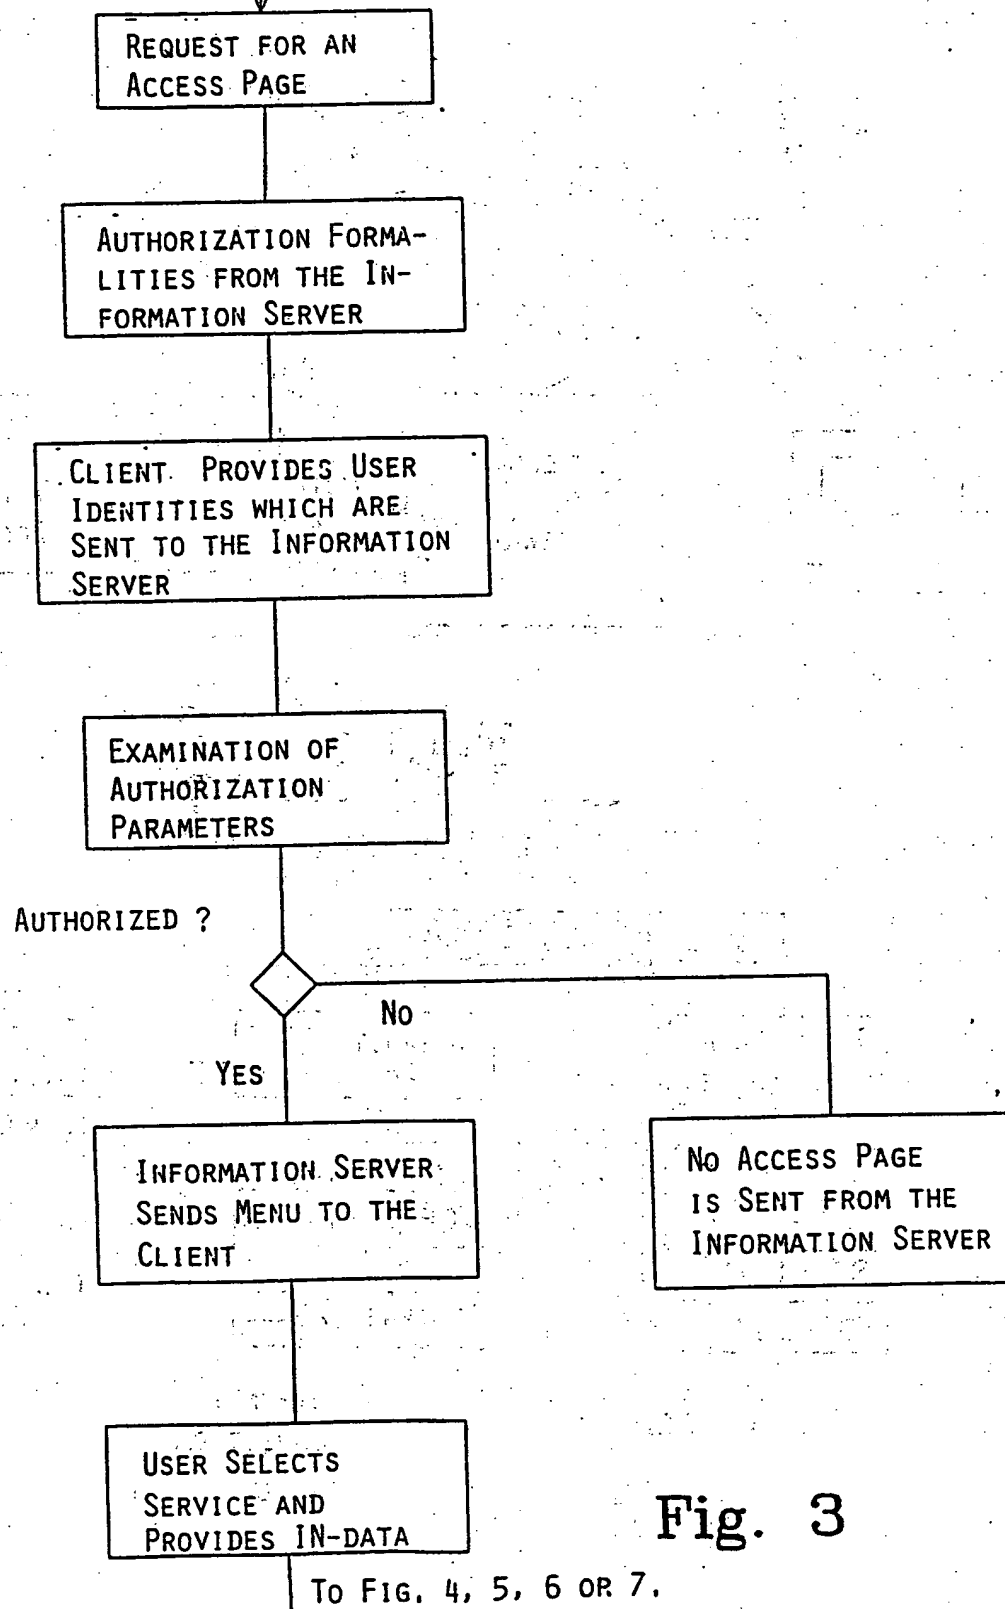 REQUEST FOR AN
ACCESS PAGE
AUTHORIZATION FORMA-
LITIES FROM THE IN-
FORMATION SERVER
CLIENT PROVIDES USER
IDENTITIES WHICH ARE
SENT TO THE INFORMATION
SERVER
EXAMINATION OF
AUTHORIZATION
PARAMETERS
AUTHORIZED ?
NO
YES
INFORMATION SERVER
SENDS MENU TO THE
CLIENT
NO ACCESS PAGE
IS SENT FROM THE
INFORMATION SERVER
USER SELECTS
SERVICE AND
PROVIDES IN-DATA
Fig. 3
TO FIG. 4, 5, 6 OR 7.